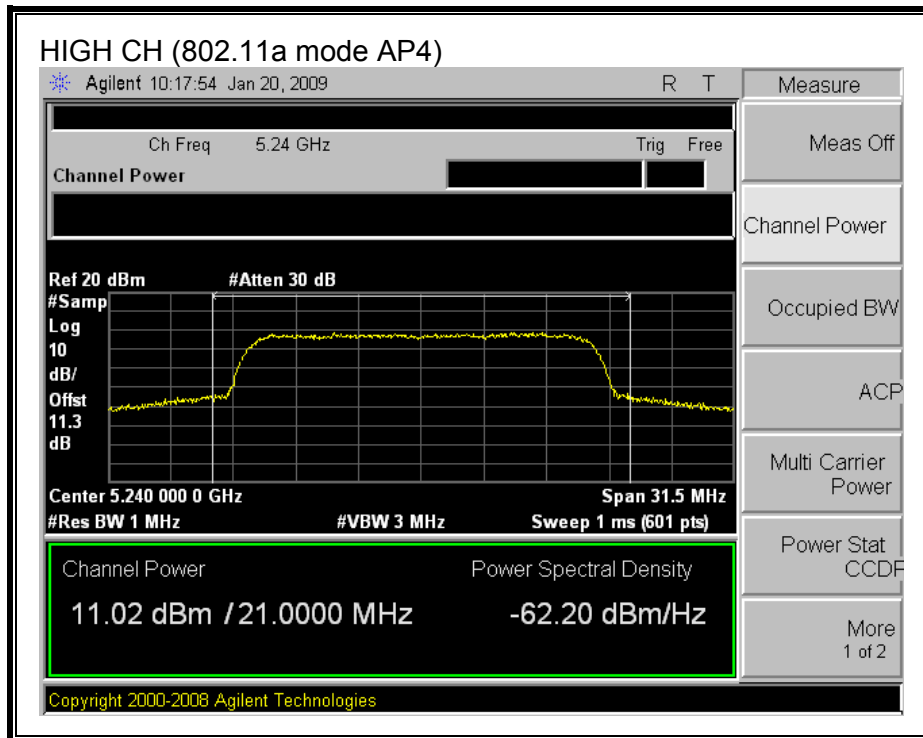 HIGH CH (802.11a mode AP4)
Agilent 10:17:54 Jan 20, 2009 R T
Measure
Ch Freq 5.24 GHz Trig Free
Meas Off
Channel Power
Channel Power
Ref 20 dBm #Atten 30 dB
#Samp
Log
10
dB/
Offst
11.3
dB
Occupied BW
ACP
Multi Carrier
Power
Center 5.240 000 0 GHz Span 31.5 MHz
#Res BW 1 MHz #VBW 3 MHz Sweep 1 ms (601 pts)
Power Stat
CCDF
Channel Power Power Spectral Density
11.02 dBm / 21.0000 MHz -62.20 dBm/Hz
More
1 of 2
Copyright 2000-2008 Agilent Technologies